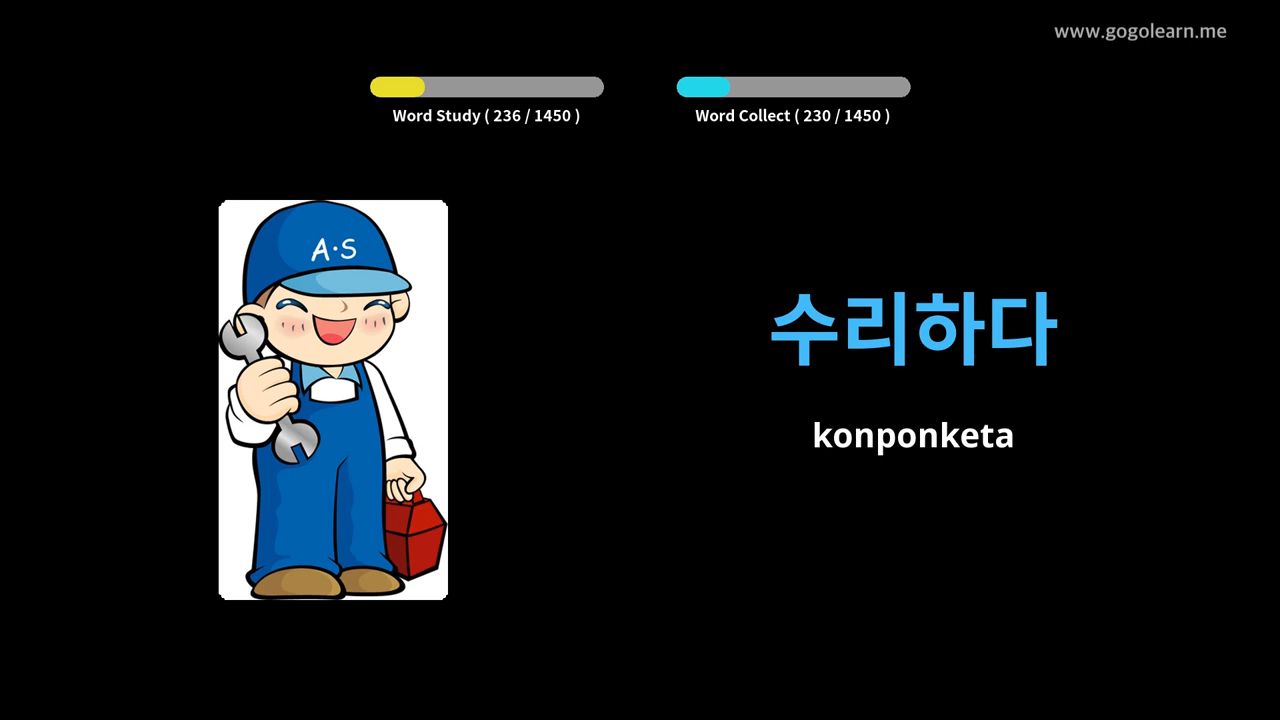 www.gogolearn.me
Word Study ( 236 / 1450 )
Word Collect ( 230 / 1450 )
A·S
수리하다
konponketa